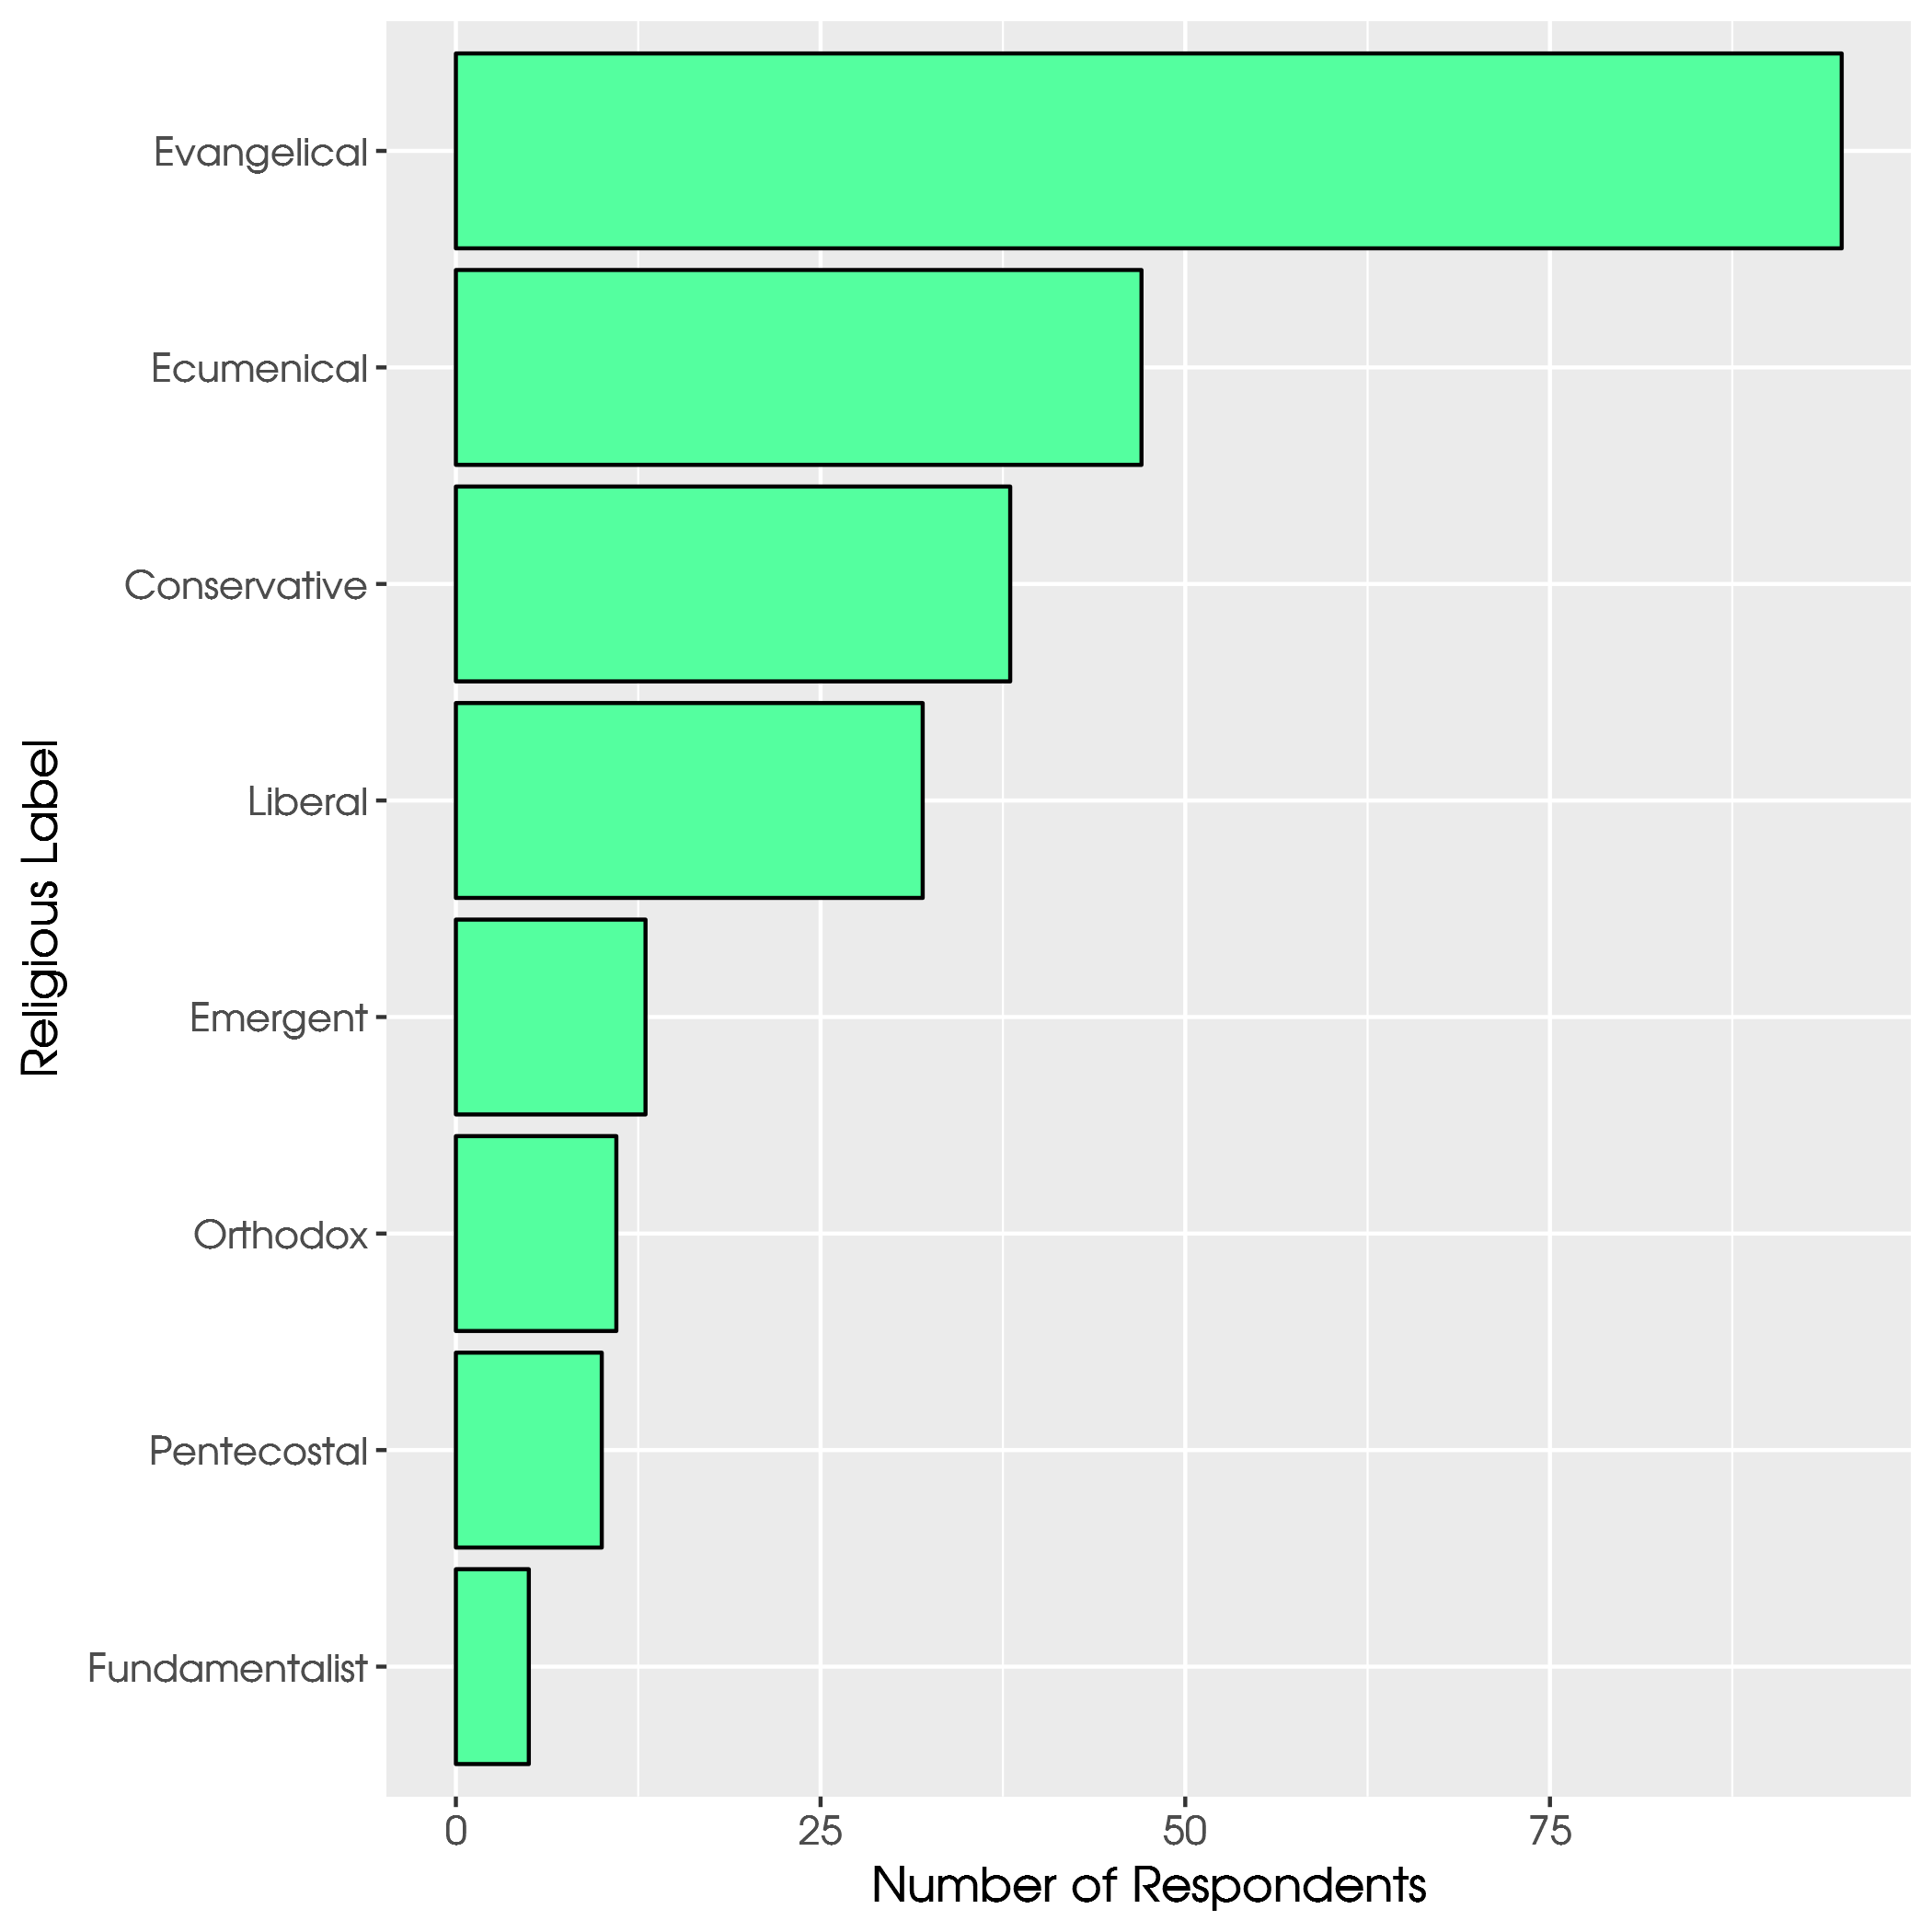 Evangelical
Ecumenical
Conservative
Liberal
Emergent
Orthodox
Pentecostal
Fundamentalist
Religious Label
0 25 50 75
Number of Respondents